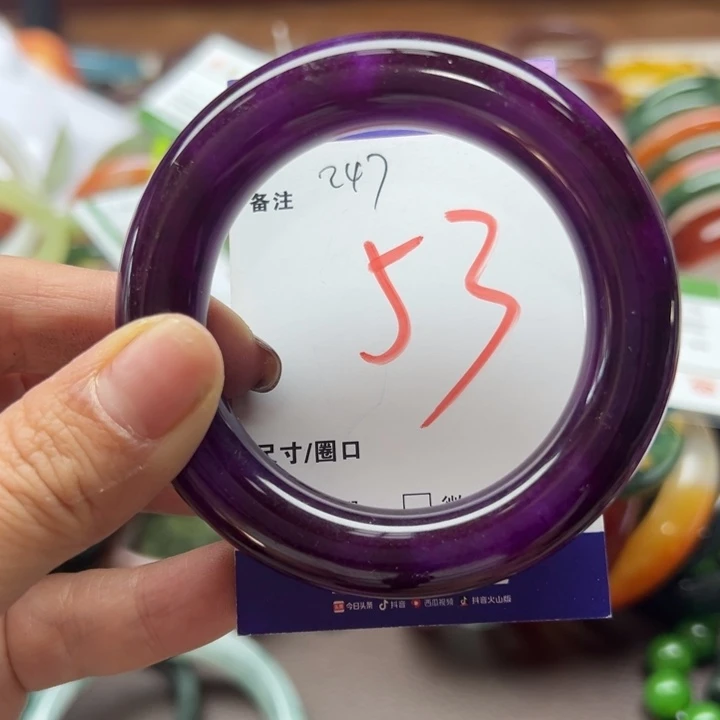 备注 247
53
尺寸/圈口
今日头条 抖音 西瓜视频 抖音火山版